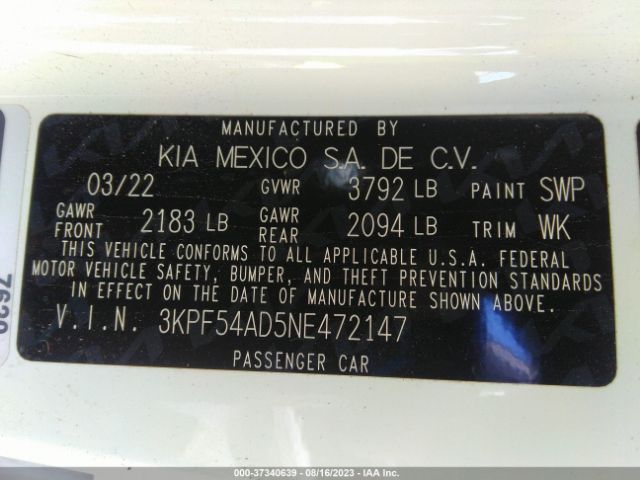 MANUFACTURED BY
KIA MEXICO S.A. DE C.V.
03/22 GVWR 3792 LB PAINT SWP
GAWR FRONT 2183 LB GAWR REAR 2094 LB TRIM WK
THIS VEHICLE CONFORMS TO ALL APPLICABLE U.S.A. FEDERAL
MOTOR VEHICLE SAFETY, BUMPER, AND THEFT PREVENTION STANDARDS
IN EFFECT ON THE DATE OF MANUFACTURE SHOWN ABOVE.
V.I.N. 3KPF54AD5NE472147
PASSENGER CAR
000-37340639 - 08/16/2023 - IAA Inc.